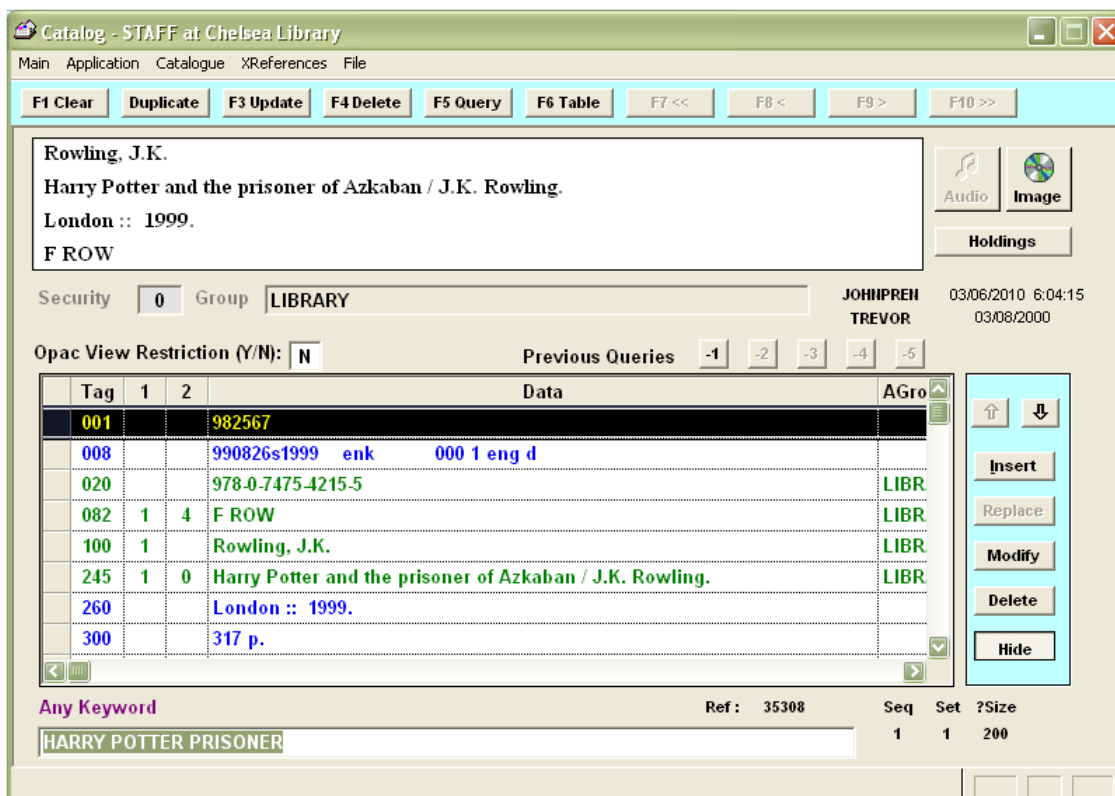 Catalog - STAFF at Chelsea Library
Main Application Catalogue XReferences File
F1 Clear Duplicate F3 Update F4 Delete F5 Query F6 Table F7 << F8 < F9 > F10 >>
Rowling, J.K.
Harry Potter and the prisoner of Azkaban / J.K. Rowling.
London :: 1999.
F ROW
Audio Image
Holdings
Security 0 Group LIBRARY
JOHNPREN 03/06/2010 6:04:15
TREVOR 03/08/2000
Opac View Restriction (Y/N): N Previous Queries -1 -2 -3 -4 -5
Tag 1 2 Data AGro
001 982567
008 990826s1999 enk 000 1 eng d
020 978-0-7475-4215-5 LIBR
082 1 4 F ROW LIBR
100 1 Rowling, J.K. LIBR
245 1 0 Harry Potter and the prisoner of Azkaban / J.K. Rowling. LIBR
260 London :: 1999.
300 317 p.
Insert
Replace
Modify
Delete
Hide
Any Keyword Ref : 35308 Seq Set ?Size
HARRY POTTER PRISONER 1 1 200